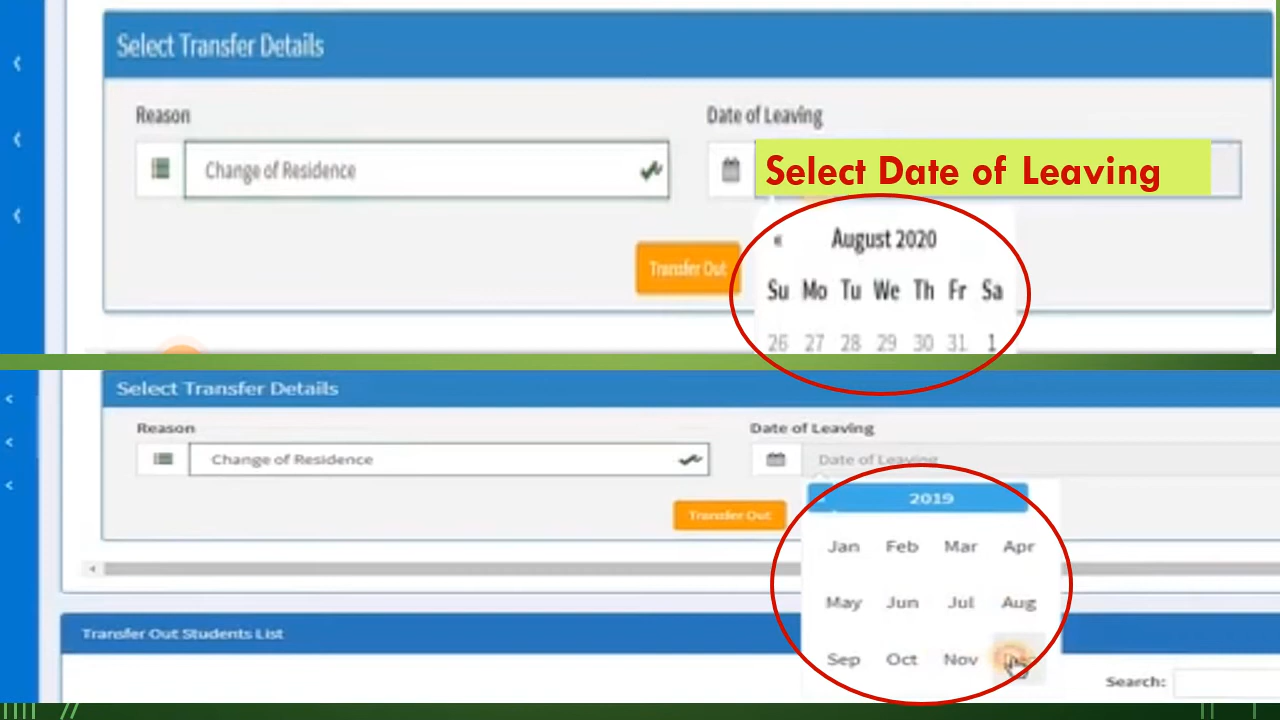 Select Transfer Details
Reason
Date of Leaving
Change of Residence
Select Date of Leaving
Transfer Out
« August 2020
Su Mo Tu We Th Fr Sa
26 27 28 29 30 31 1
Select Transfer Details
Reason
Date of Leaving
Change of Residence
Date of Leaving
Transfer Out
2019
Jan Feb Mar Apr
May Jun Jul Aug
Sep Oct Nov
Transfer Out Students List
Search: